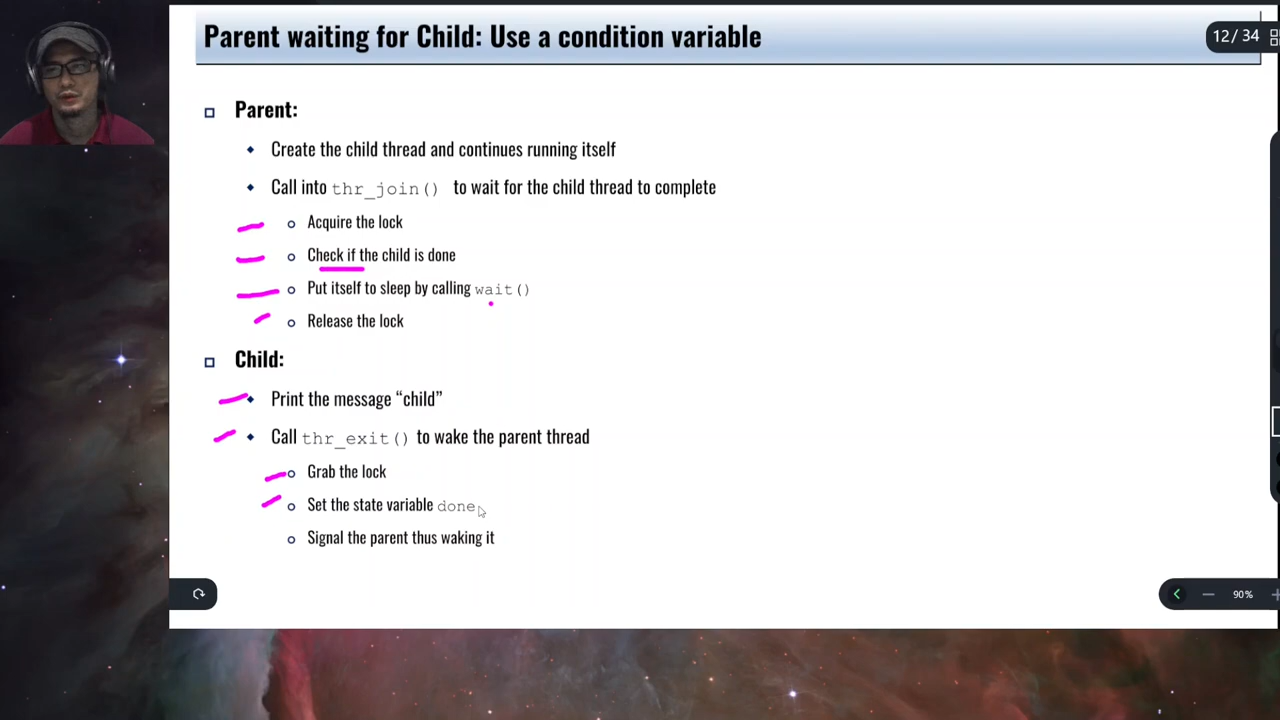 Parent waiting for Child: Use a condition variable
12 / 34
Parent:
Create the child thread and continues running itself
Call into thr_join() to wait for the child thread to complete
Acquire the lock
Check if the child is done
Put itself to sleep by calling wait()
Release the lock
Child:
Print the message “child”
Call thr_exit() to wake the parent thread
Grab the lock
Set the state variable done
Signal the parent thus waking it
90%